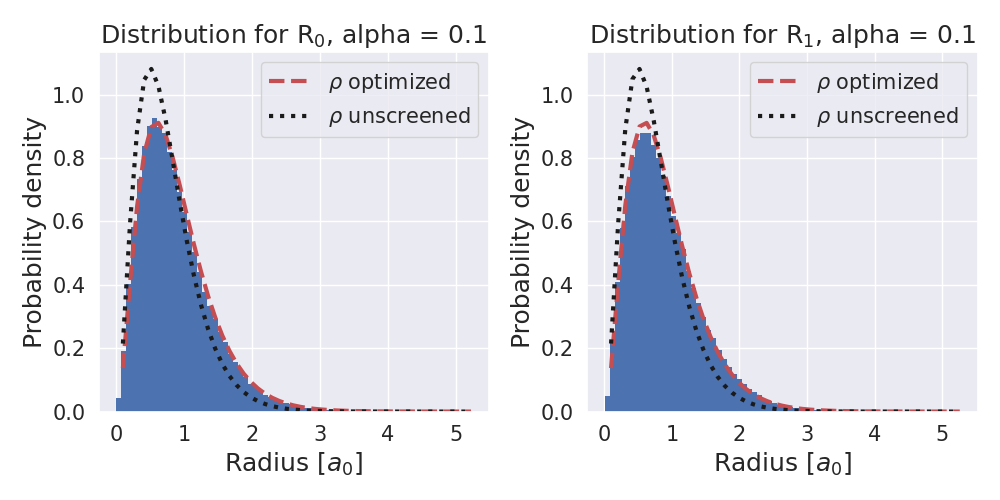 Distribution for R₀, alpha = 0.1
ρ optimized
ρ unscreened
Probability density
1.0
0.8
0.6
0.4
0.2
0.0
0 1 2 3 4 5
Radius [a₀]
Distribution for R₁, alpha = 0.1
ρ optimized
ρ unscreened
Probability density
1.0
0.8
0.6
0.4
0.2
0.0
0 1 2 3 4 5
Radius [a₀]